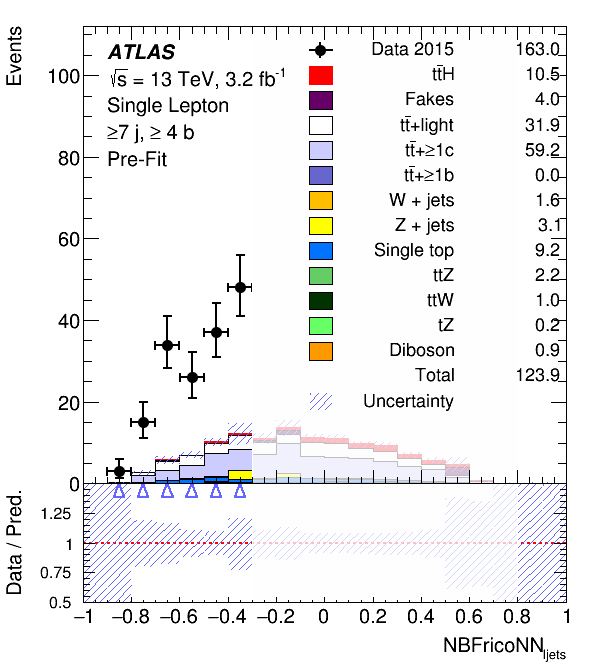 Events
ATLAS
√s = 13 TeV, 3.2 fb⁻¹
Single Lepton
≥7 j, ≥ 4 b
Pre-Fit
Data 2015 163.0
tt̄H 10.5
Fakes 4.0
tt̄+light 31.9
tt̄+≥1c 59.2
tt̄+≥1b 0.0
W + jets 1.6
Z + jets 3.1
Single top 9.2
ttZ 2.2
ttW 1.0
tZ 0.2
Diboson 0.9
Total 123.9
Uncertainty
100
80
60
40
20
0
Data / Pred.
1.25
1
0.75
0.5
−1 −0.8 −0.6 −0.4 −0.2 0 0.2 0.4 0.6 0.8 1
NBFricoNN_ljets